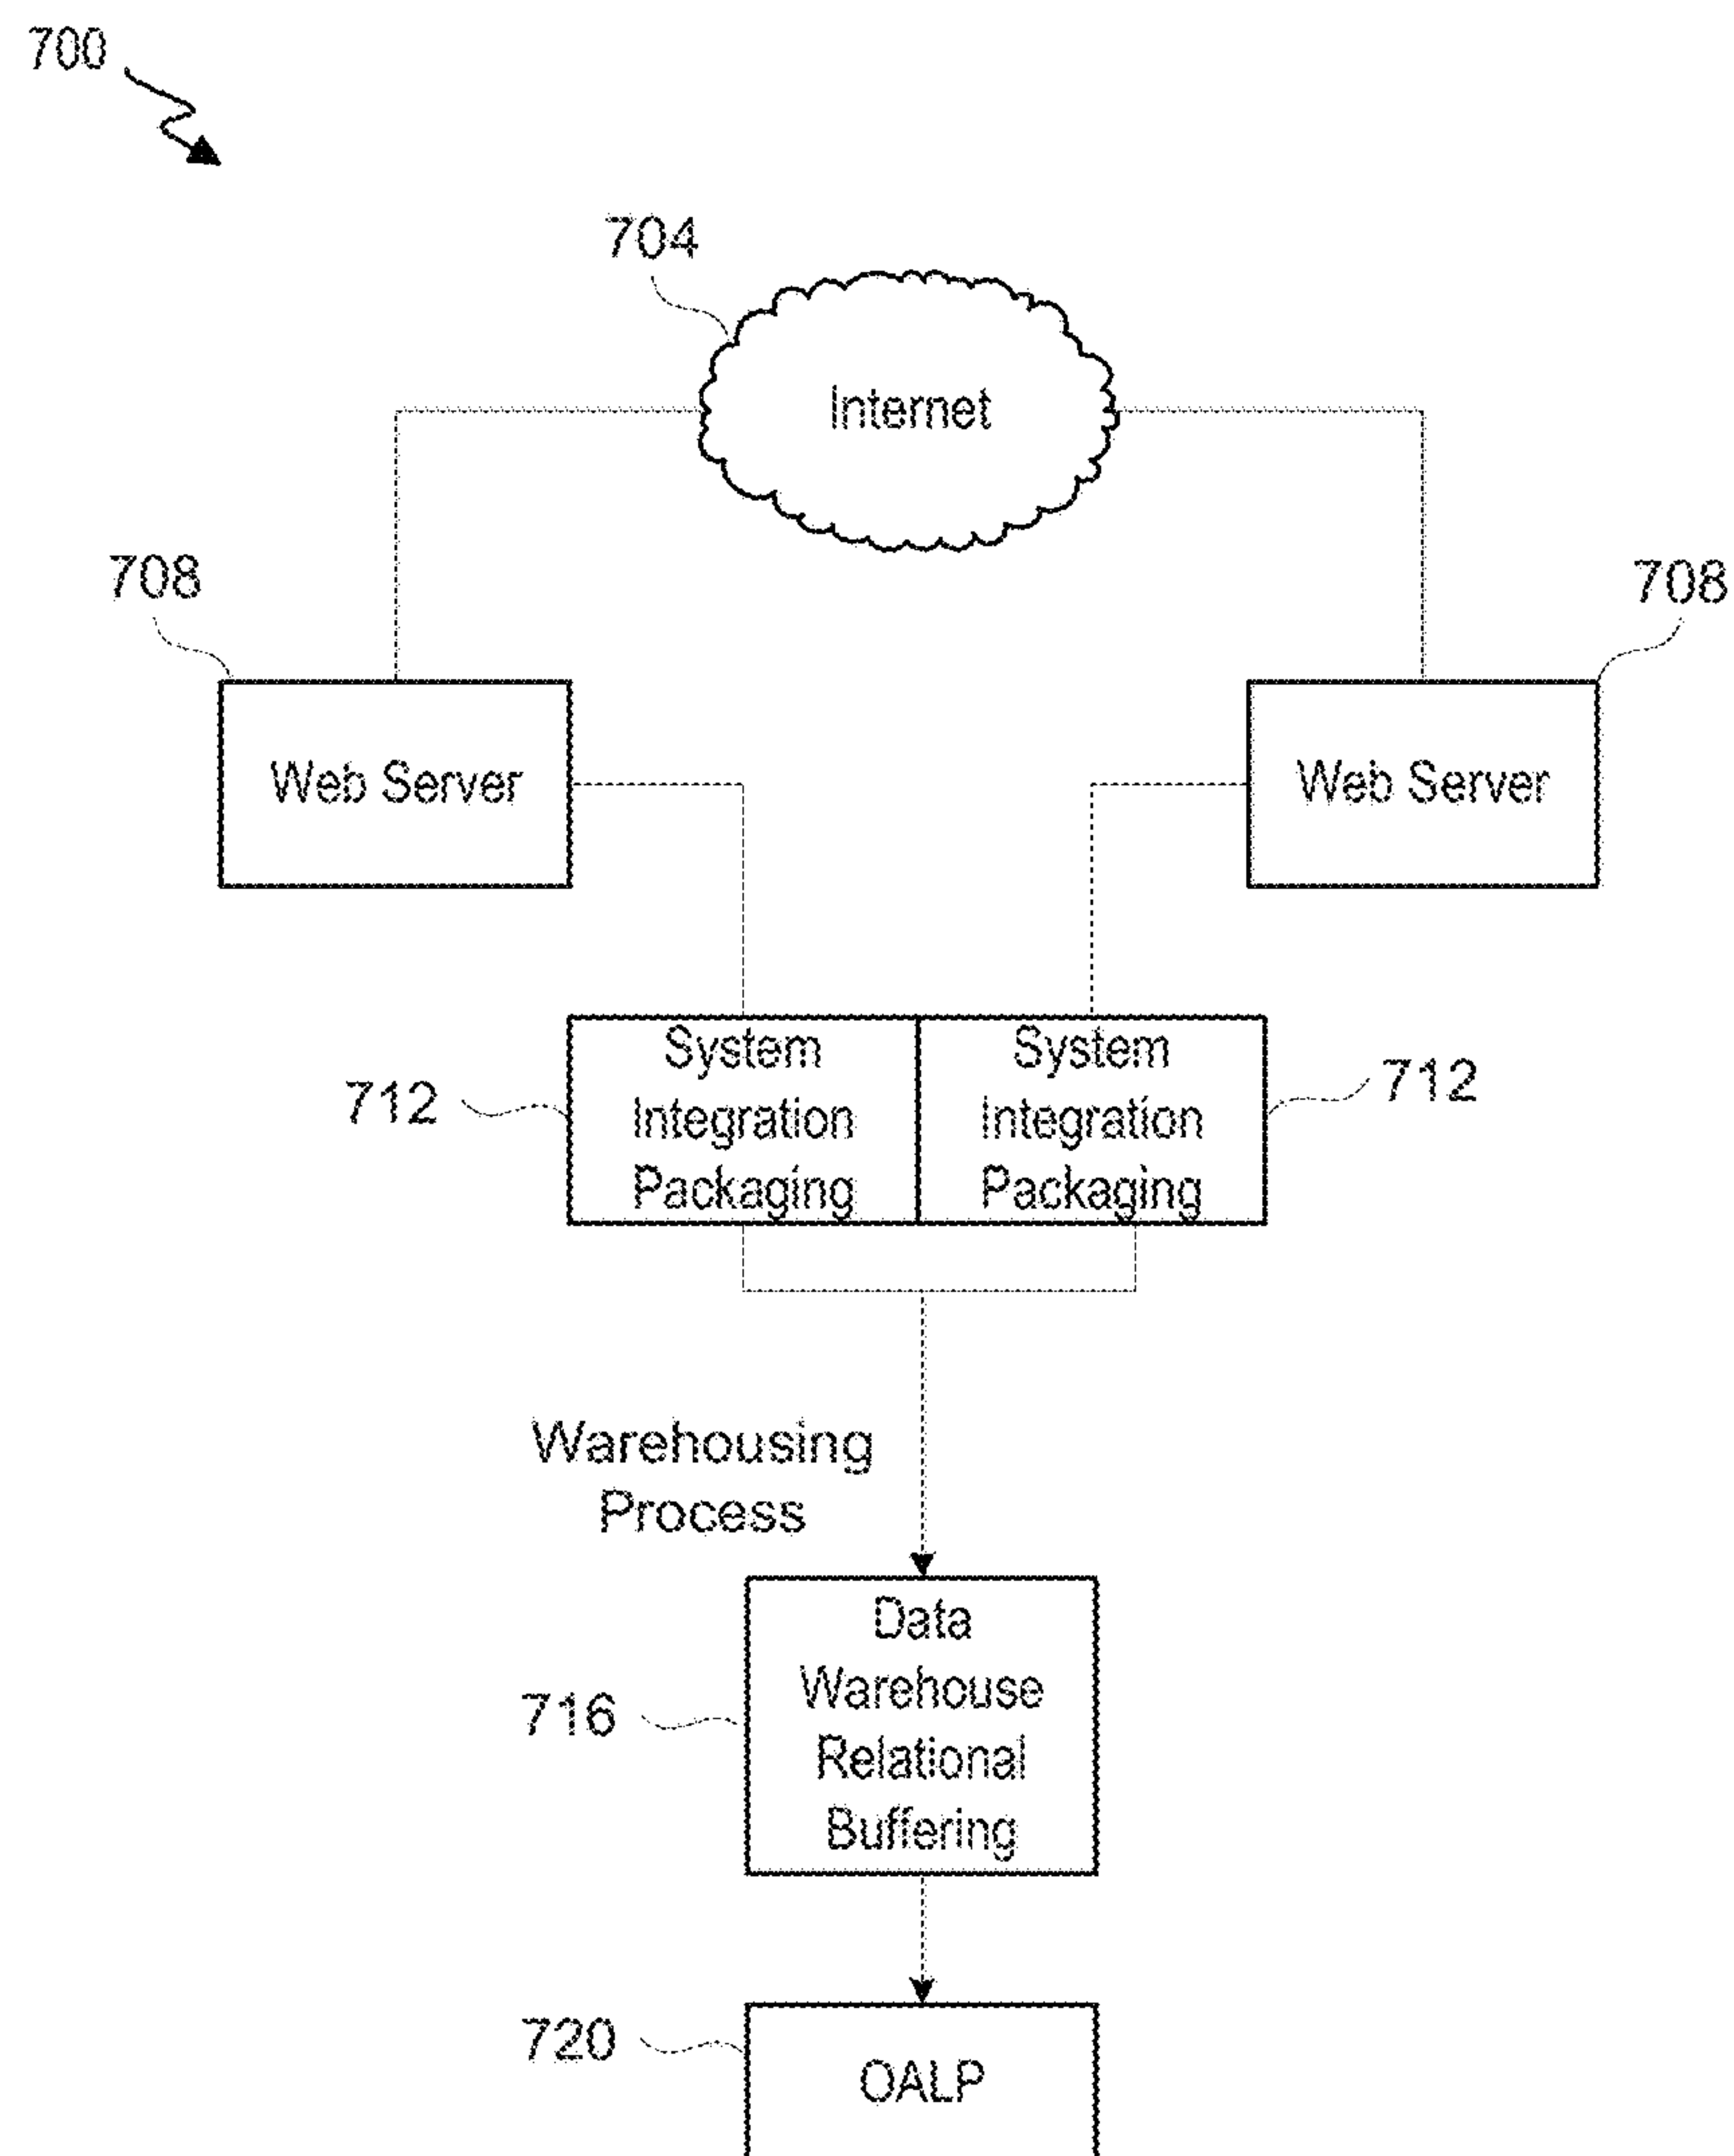 700
704
Internet
708
708
Web Server
Web Server
System
Integration
Packaging
System
Integration
Packaging
712
712
Warehousing
Process
Data
Warehouse
Relational
Buffering
716
720
OALP